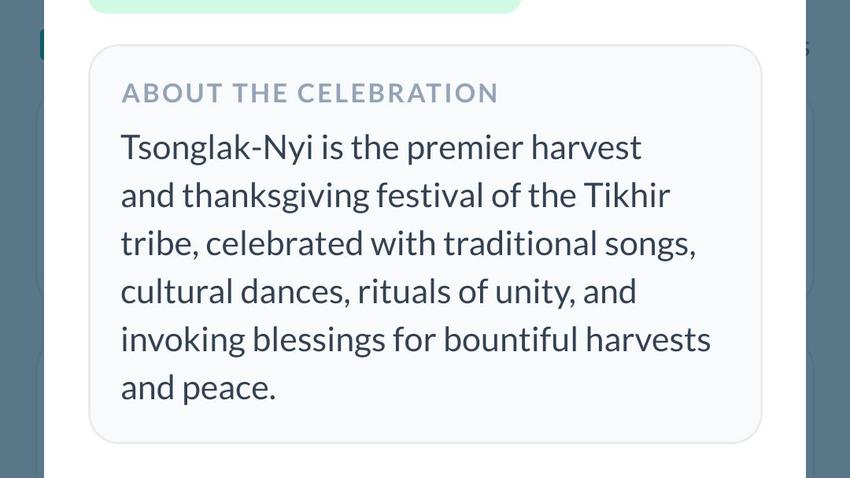 ABOUT THE CELEBRATION
Tsonglak-Nyi is the premier harvest
and thanksgiving festival of the Tikhir
tribe, celebrated with traditional songs,
cultural dances, rituals of unity, and
invoking blessings for bountiful harvests
and peace.